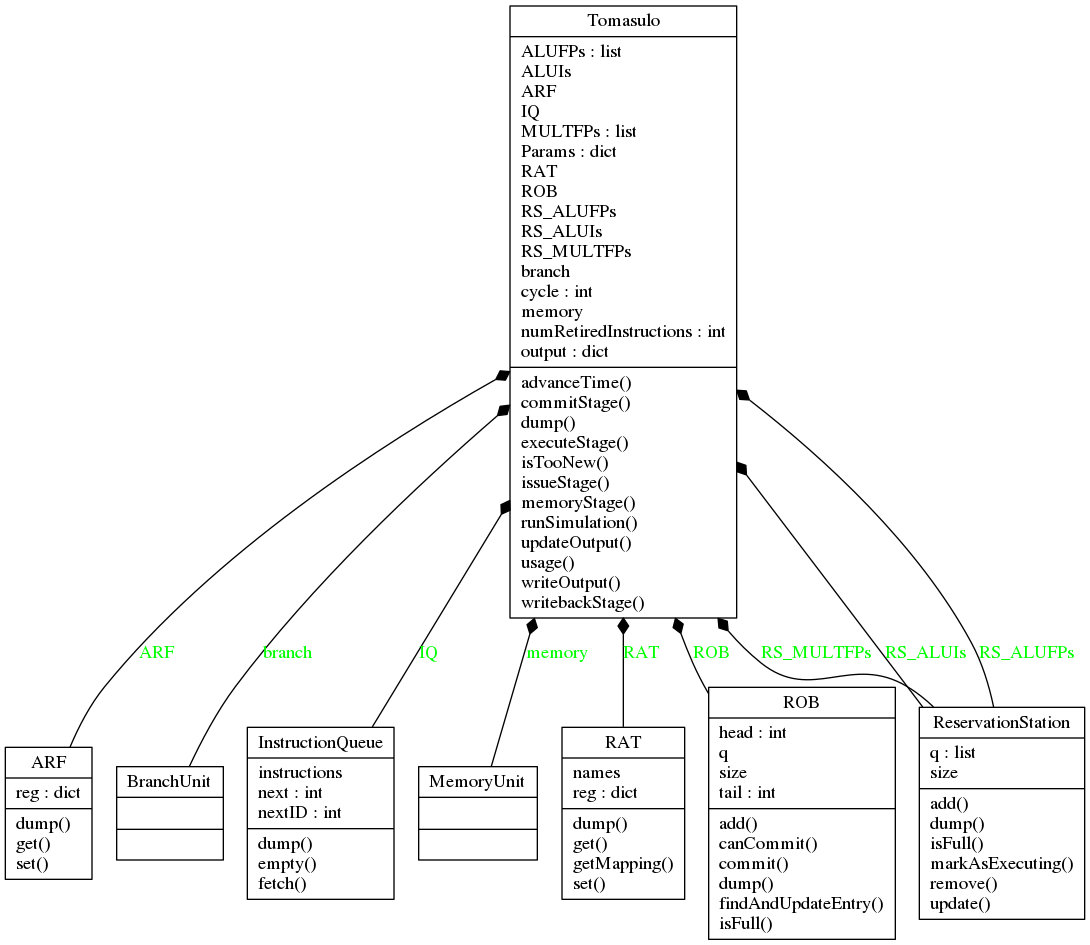 Tomasulo
ALUFPs : list
ALUIs
ARF
IQ
MULTFPs : list
Params : dict
RAT
ROB
RS_ALUFPs
RS_ALUIs
RS_MULTFPs
branch
cycle : int
memory
numRetiredInstructions : int
output : dict
advanceTime()
commitStage()
dump()
executeStage()
isTooNew()
issueStage()
memoryStage()
runSimulation()
updateOutput()
usage()
writeOutput()
writebackStage()
ARF
branch
IQ
memory
RAT
ROB
RS_MULTFPs
RS_ALUIs
RS_ALUFPs
ARF
reg : dict
dump()
get()
set()
BranchUnit
InstructionQueue
instructions
next : int
nextID : int
dump()
empty()
fetch()
MemoryUnit
RAT
names
reg : dict
dump()
get()
getMapping()
set()
ROB
head : int
q
size
tail : int
add()
canCommit()
commit()
dump()
findAndUpdateEntry()
isFull()
ReservationStation
q : list
size
add()
dump()
isFull()
markAsExecuting()
remove()
update()